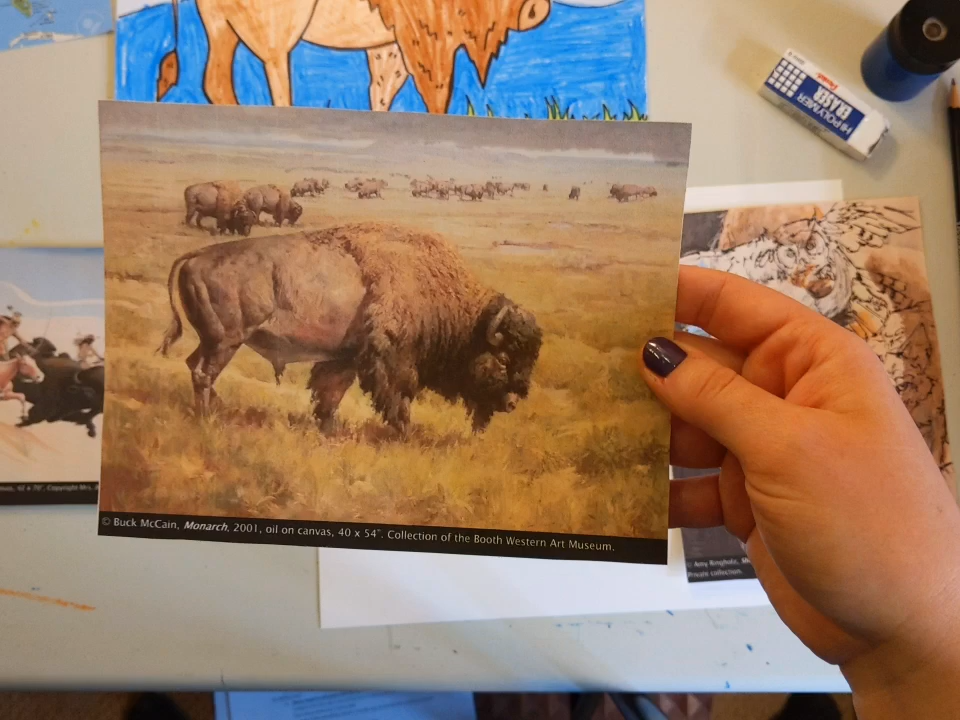 Pentel
HI-POLYMER
ERASER
© Buck McCain, Monarch, 2001, oil on canvas, 40 x 54". Collection of the Booth Western Art Museum.
© Amy Ringholz,
Private collection.